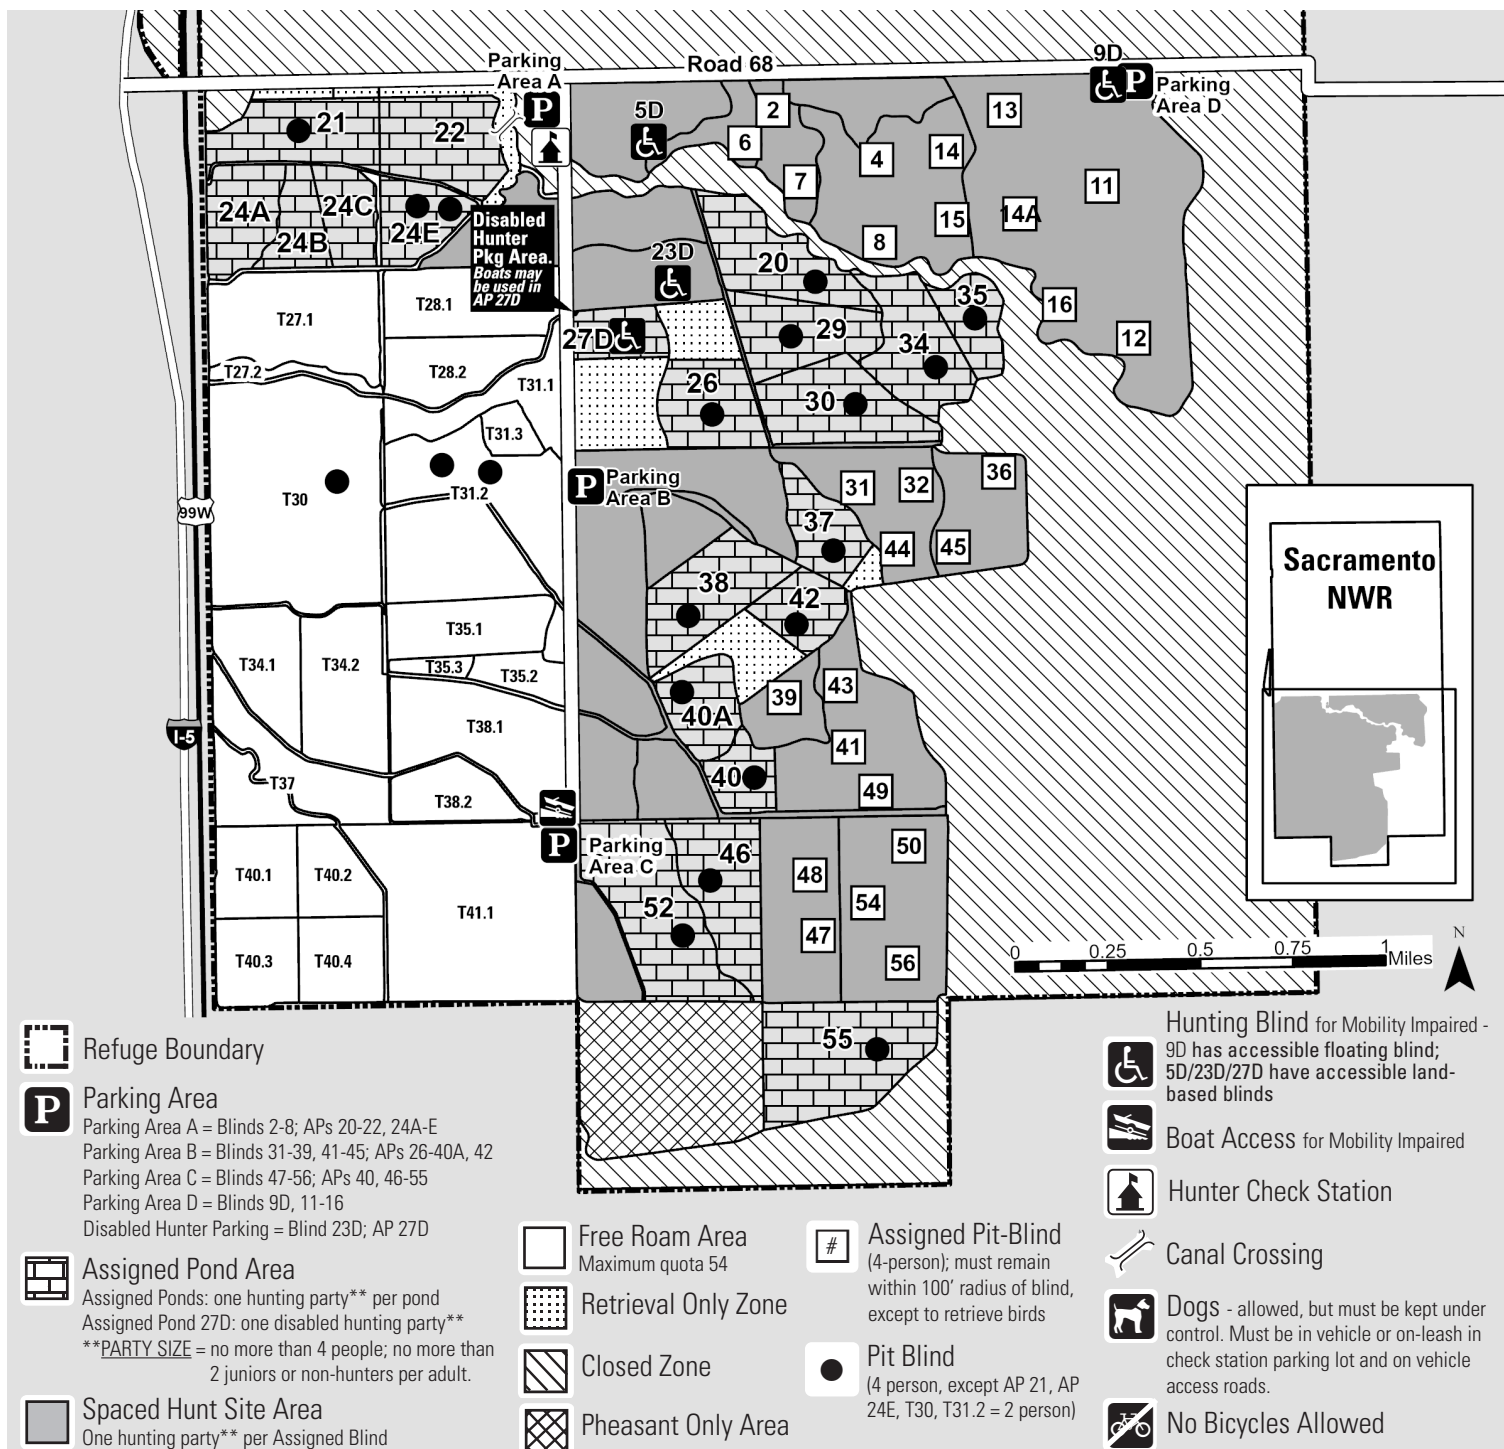 Parking
Area A
Road 68
9D
Parking
Area D
21
22
5D
2
6
7
4
14
13
11
14A
15
8
16
12
24A
24B
24C
24E
Disabled
Hunter
Pkg Area.
Boats may
be used in
AP 27D
23D
20
35
29
34
27D
26
30
T27.1
T28.1
T27.2
T28.2
T31.1
T31.3
T30
T31.2
99W
Parking
Area B
31
32
36
37
44
45
38
42
T35.1
T34.1
T34.2
T35.3
T35.2
T38.1
I-5
T37
T38.2
40A
39
43
41
40
49
Parking
Area C
46
52
48
50
54
47
56
T40.1
T40.2
T41.1
T40.3
T40.4
55
Sacramento
NWR
0
0.25
0.5
0.75
1
Miles
N
Refuge Boundary
P
Parking Area
Parking Area A = Blinds 2-8; APs 20-22, 24A-E
Parking Area B = Blinds 31-39, 41-45; APs 26-40A, 42
Parking Area C = Blinds 47-56; APs 40, 46-55
Parking Area D = Blinds 9D, 11-16
Disabled Hunter Parking = Blind 23D; AP 27D
Assigned Pond Area
Assigned Ponds: one hunting party** per pond
Assigned Pond 27D: one disabled hunting party**
**PARTY SIZE = no more than 4 people; no more than
2 juniors or non-hunters per adult.
Spaced Hunt Site Area
One hunting party** per Assigned Blind
Free Roam Area
Maximum quota 54
Retrieval Only Zone
Closed Zone
Pheasant Only Area
#
Assigned Pit-Blind
(4-person); must remain
within 100' radius of blind,
except to retrieve birds
Pit Blind
(4 person, except AP 21, AP
24E, T30, T31.2 = 2 person)
Hunting Blind for Mobility Impaired -
9D has accessible floating blind;
5D/23D/27D have accessible land-
based blinds
Boat Access for Mobility Impaired
Hunter Check Station
Canal Crossing
Dogs - allowed, but must be kept under
control. Must be in vehicle or on-leash in
check station parking lot and on vehicle
access roads.
No Bicycles Allowed